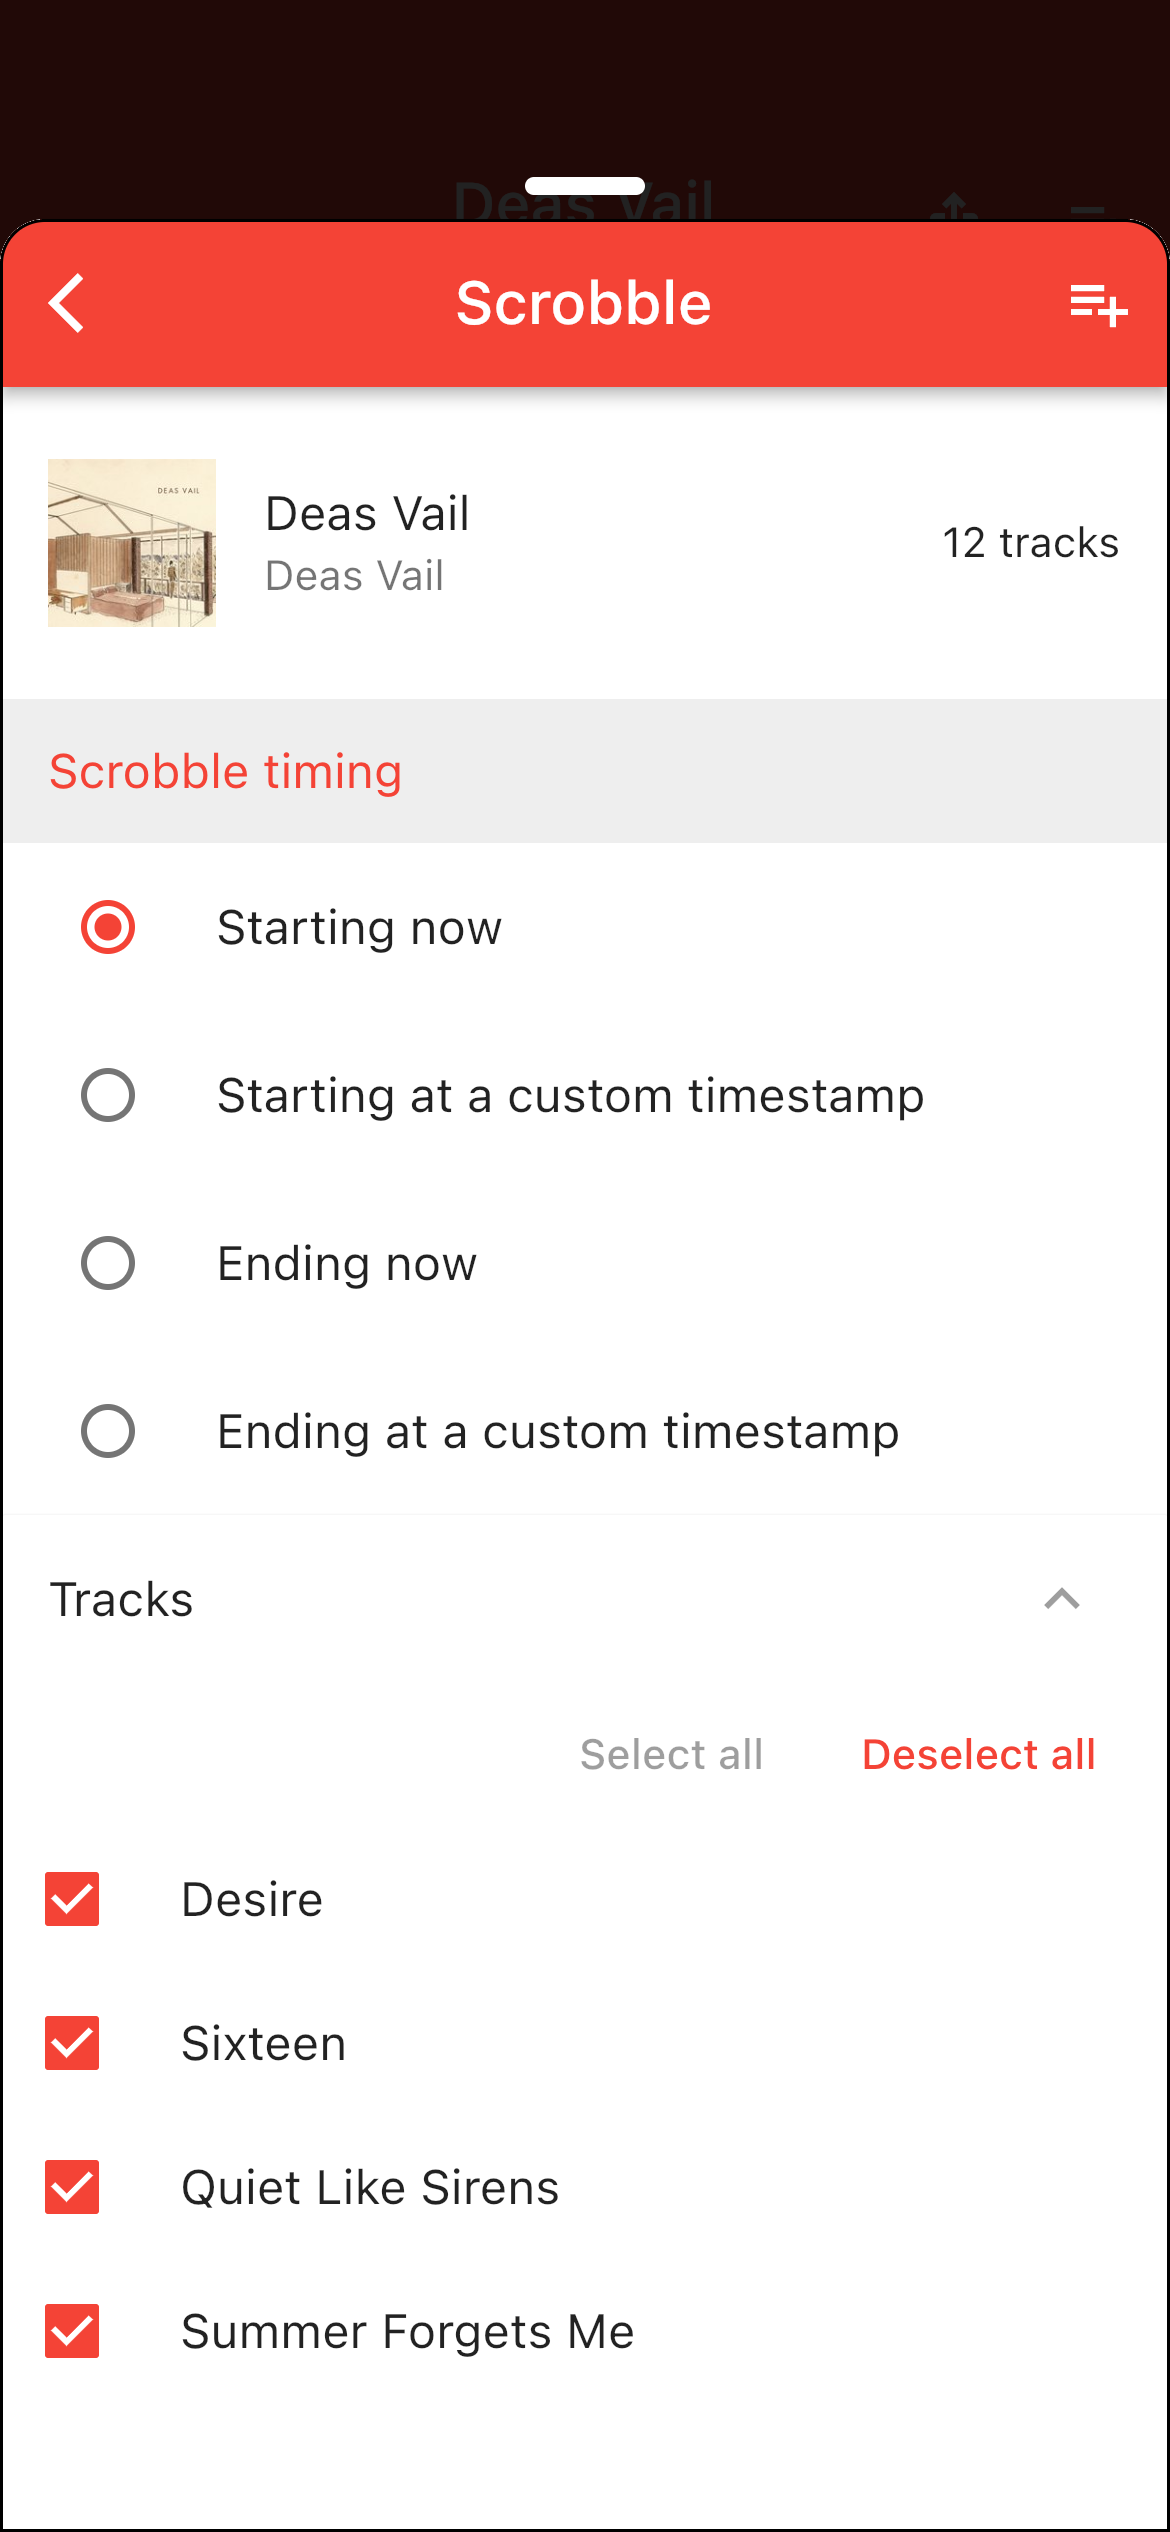 Deas Vail
Scrobble
DEAS VAIL
Deas Vail
Deas Vail
12 tracks
Scrobble timing
Starting now
Starting at a custom timestamp
Ending now
Ending at a custom timestamp
Tracks
Select all
Deselect all
Desire
Sixteen
Quiet Like Sirens
Summer Forgets Me